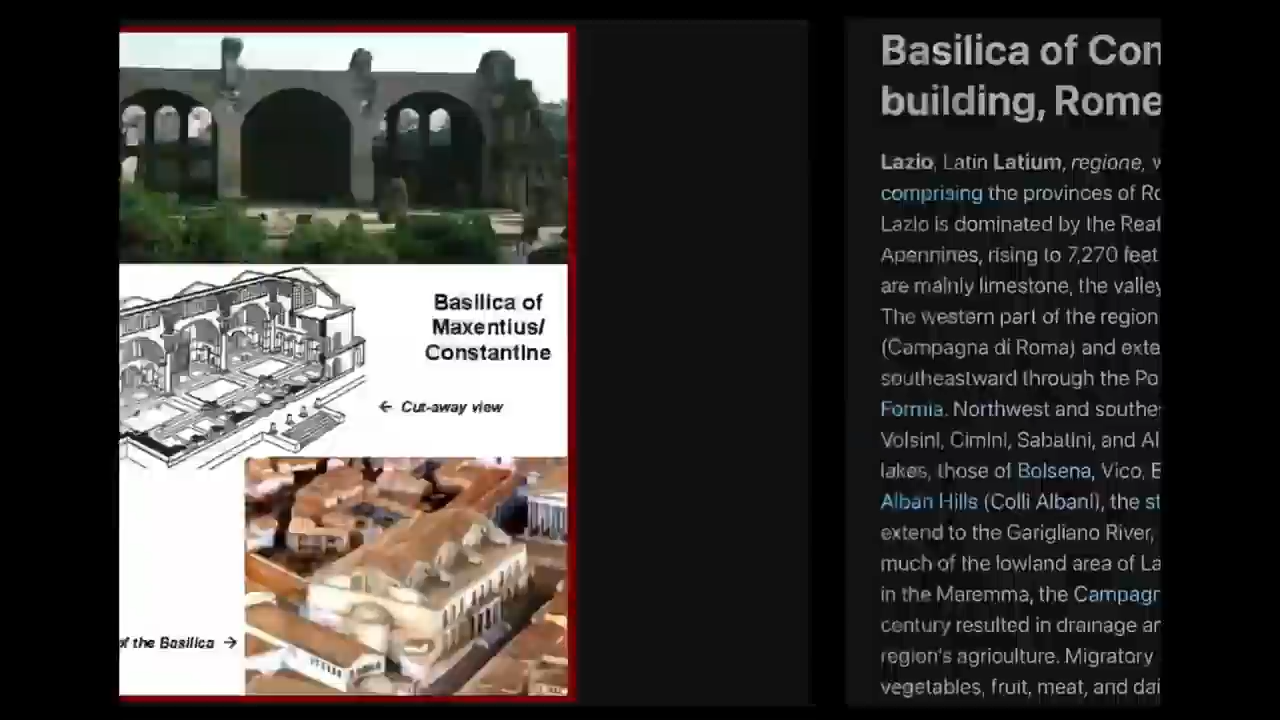 Basilica of
Maxentius/
Constantine
← Cut-away view
of the Basilica →
Basilica of Con
building, Rome
Lazio, Latin Latium, regione, w
comprising the provinces of Ro
Lazio is dominated by the Reat
Apennines, rising to 7,270 feet
are mainly limestone, the valley
The western part of the region
(Campagna di Roma) and exte
southeastward through the Po
Formia. Northwest and southe
Volsini, Cimini, Sabatini, and Al
lakes, those of Bolsena, Vico, B
Alban Hills (Colli Albani), the st
extend to the Garigliano River,
much of the lowland area of La
in the Maremma, the Campagn
century resulted in drainage an
region's agriculture. Migratory
vegetables, fruit, meat, and dai